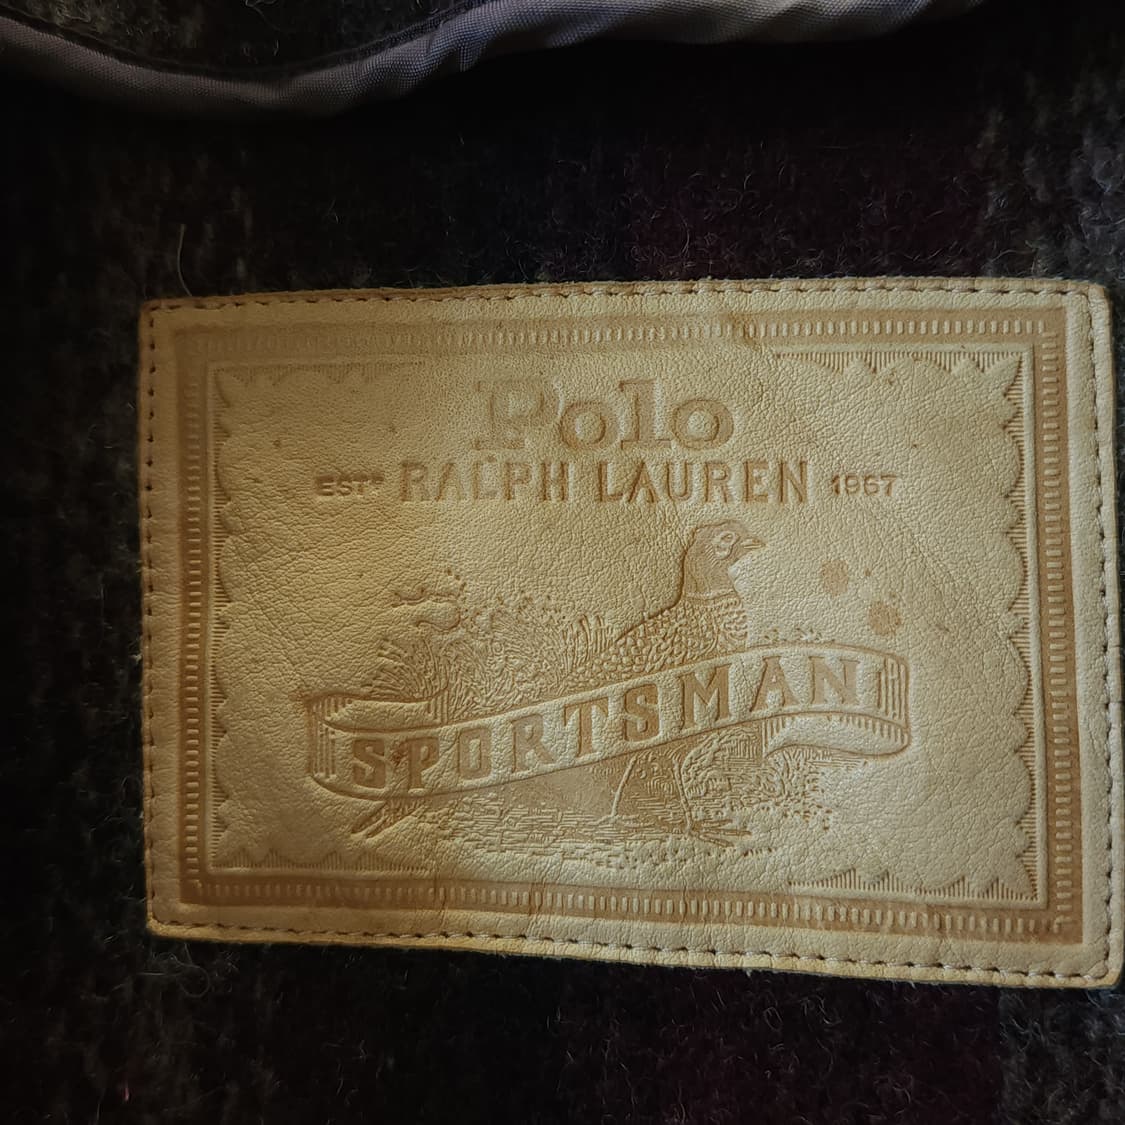 Polo
ESTD RALPH LAUREN 1967
SPORTSMAN